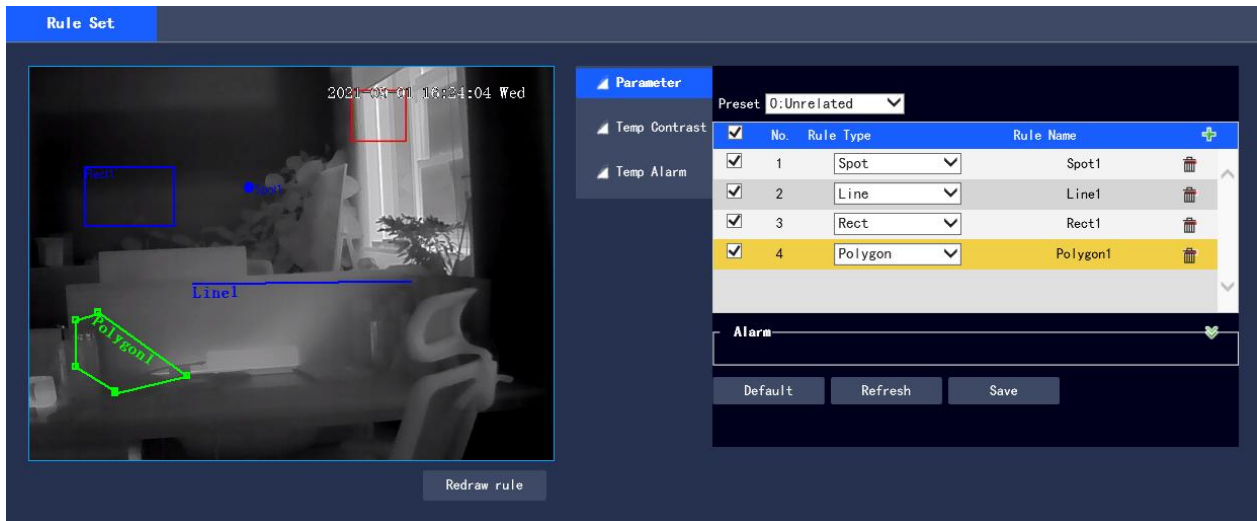 Rule Set
2021-09-01 16:24:04 Wed
Rect1
Spot1
Line1
Polygon1
Redraw rule
Parameter
Temp Contrast
Temp Alarm
Preset 0:Unrelated
No. Rule Type Rule Name
1 Spot Spot1
2 Line Line1
3 Rect Rect1
4 Polygon Polygon1
Alarm
Default Refresh Save